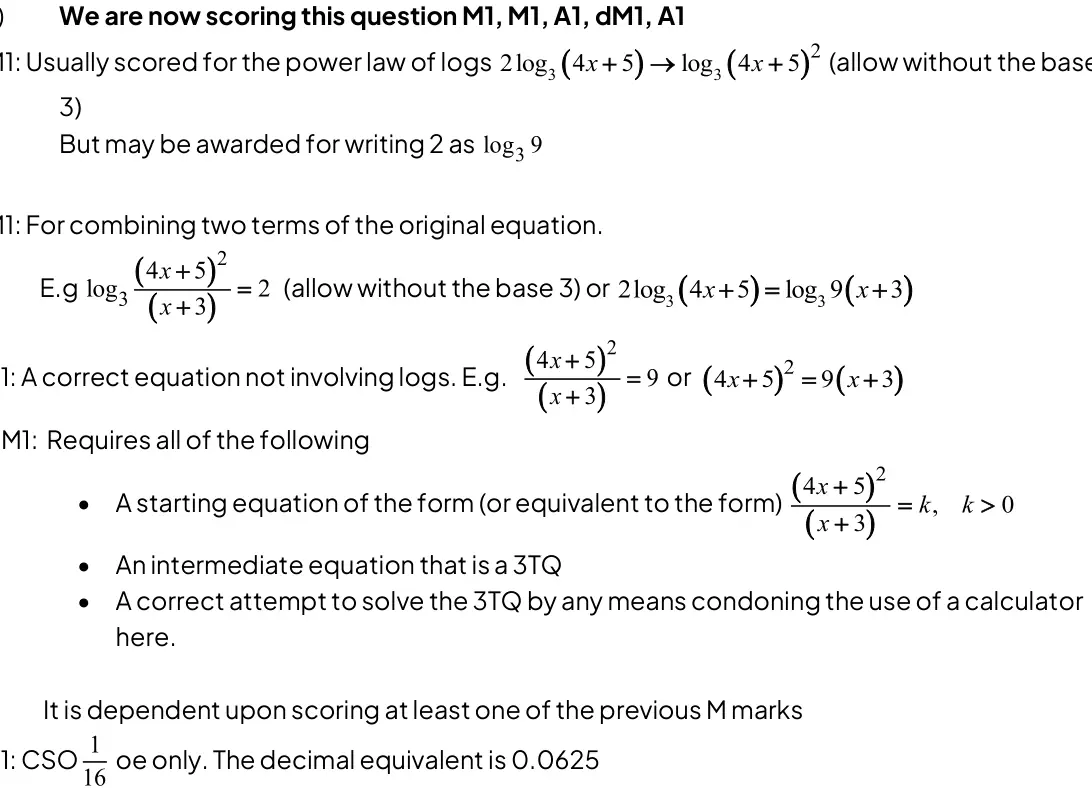 ) We are now scoring this question M1, M1, A1, dM1, A1
M1: Usually scored for the power law of logs 2log₃(4x+5)→log₃(4x+5)² (allow without the base
3)
But may be awarded for writing 2 as log₃ 9
M1: For combining two terms of the original equation.
E.g log₃ (4x+5)²/(x+3) = 2 (allow without the base 3) or 2log₃(4x+5)=log₃ 9(x+3)
1: A correct equation not involving logs. E.g. (4x+5)²/(x+3) = 9 or (4x+5)² = 9(x+3)
M1: Requires all of the following
• A starting equation of the form (or equivalent to the form) (4x+5)²/(x+3) = k, k > 0
• An intermediate equation that is a 3TQ
• A correct attempt to solve the 3TQ by any means condoning the use of a calculator
here.
It is dependent upon scoring at least one of the previous M marks
1: CSO 1/16 oe only. The decimal equivalent is 0.0625